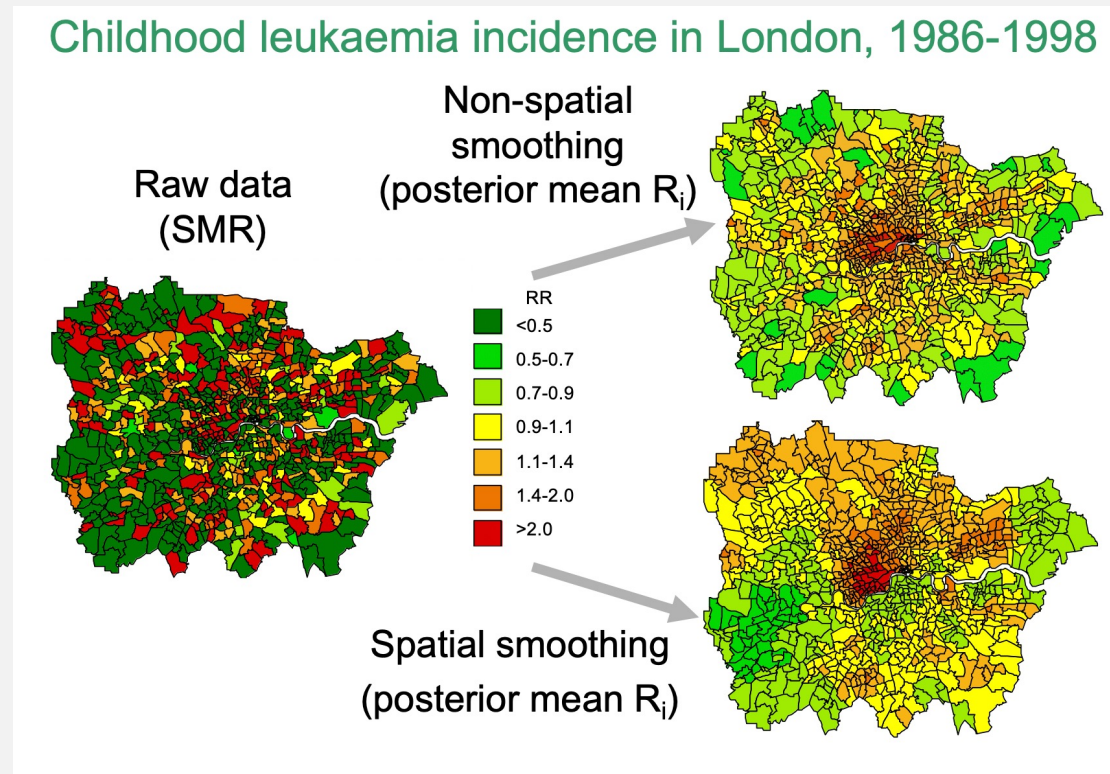 Childhood leukaemia incidence in London, 1986-1998
Non-spatial
smoothing
(posterior mean Rᵢ)
Raw data
(SMR)
RR
<0.5
0.5-0.7
0.7-0.9
0.9-1.1
1.1-1.4
1.4-2.0
>2.0
Spatial smoothing
(posterior mean Rᵢ)